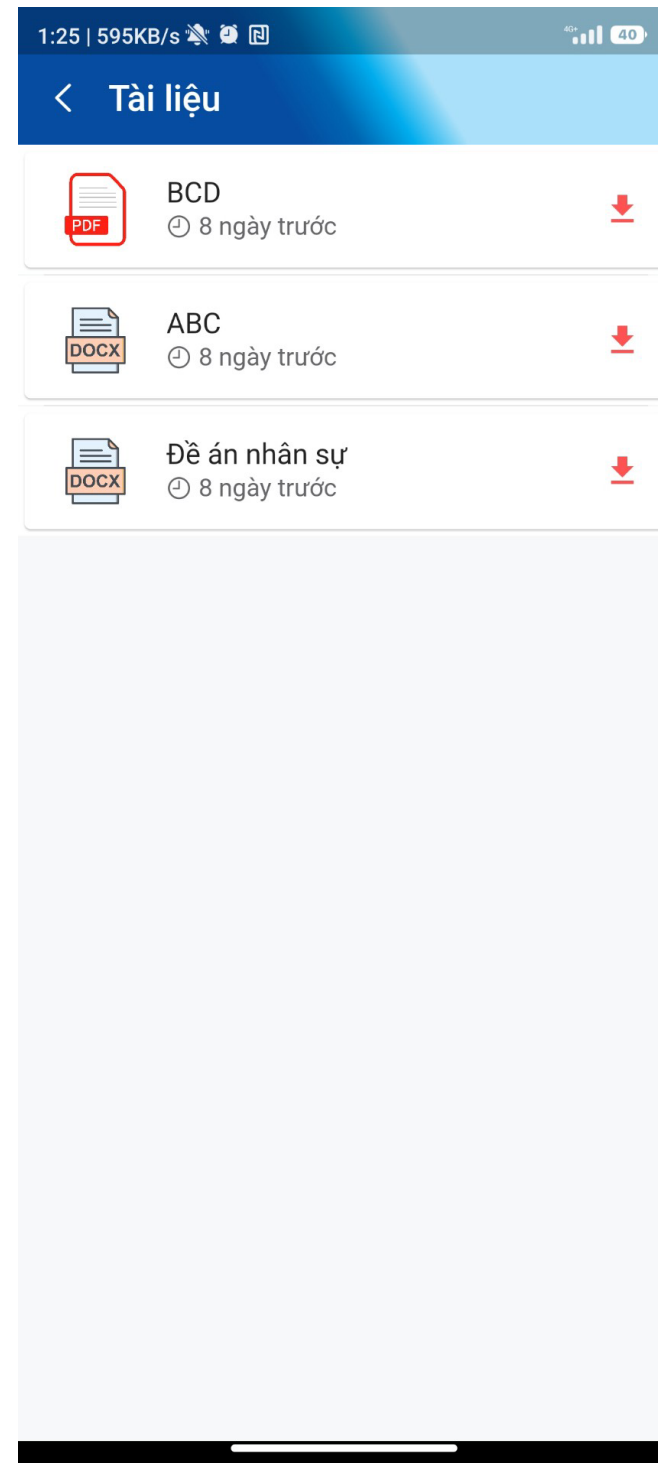 1:25 | 595KB/s
4G+ 40
Tài liệu
PDF
BCD
8 ngày trước
DOCX
ABC
8 ngày trước
DOCX
Đề án nhân sự
8 ngày trước